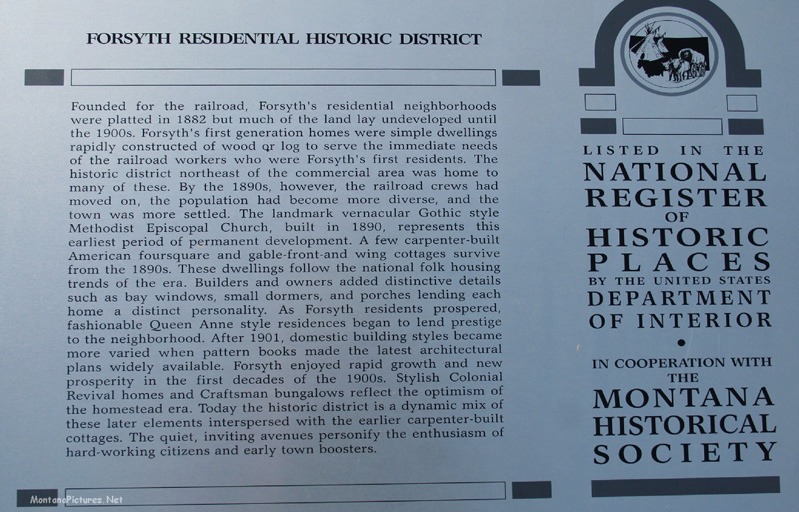 FORSYTH RESIDENTIAL HISTORIC DISTRICT
Founded for the railroad, Forsyth's residential neighborhoods
were platted in 1882 but much of the land lay undeveloped until
the 1900s. Forsyth's first generation homes were simple dwellings
rapidly constructed of wood qr log to serve the immediate needs
of the railroad workers who were Forsyth's first residents. The
historic district northeast of the commercial area was home to
many of these. By the 1890s, however, the railroad crews had
moved on, the population had become more diverse, and the
town was more settled. The landmark vernacular Gothic style
Methodist Episcopal Church, built in 1890, represents this
earliest period of permanent development. A few carpenter-built
American foursquare and gable-front-and wing cottages survive
from the 1890s. These dwellings follow the national folk housing
trends of the era. Builders and owners added distinctive details
such as bay windows, small dormers, and porches lending each
home a distinct personality. As Forsyth residents prospered,
fashionable Queen Anne style residences began to lend prestige
to the neighborhood. After 1901, domestic building styles became
more varied when pattern books made the latest architectural
plans widely available. Forsyth enjoyed rapid growth and new
prosperity in the first decades of the 1900s. Stylish Colonial
Revival homes and Craftsman bungalows reflect the optimism of
the homestead era. Today the historic district is a dynamic mix of
these later elements interspersed with the earlier carpenter-built
cottages. The quiet, inviting avenues personify the enthusiasm of
hard-working citizens and early town boosters.
LISTED IN THE
NATIONAL
REGISTER
OF
HISTORIC
PLACES
BY THE UNITED STATES
DEPARTMENT
OF INTERIOR
•
IN COOPERATION WITH
THE
MONTANA
HISTORICAL
SOCIETY
MontanaPictures.Net